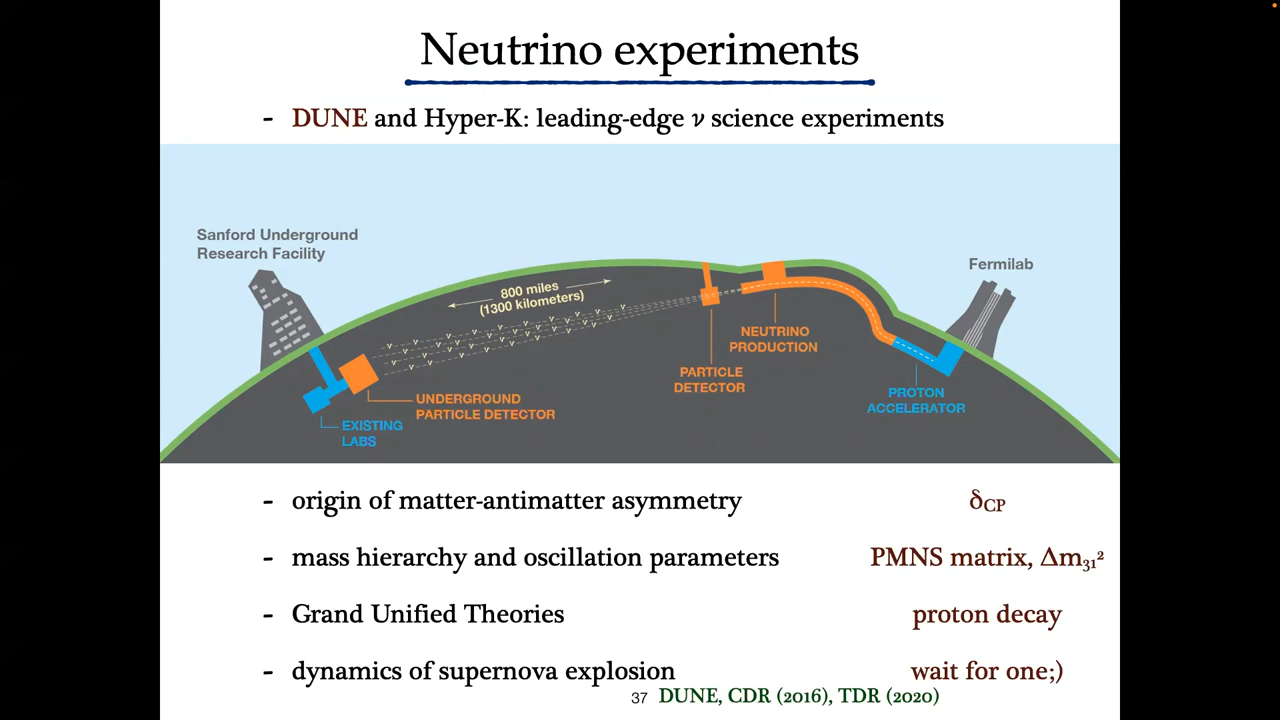 Neutrino experiments
- DUNE and Hyper-K: leading-edge ν science experiments
Sanford Underground
Research Facility
Fermilab
800 miles
(1300 kilometers)
NEUTRINO
PRODUCTION
PARTICLE
DETECTOR
PROTON
ACCELERATOR
UNDERGROUND
PARTICLE DETECTOR
EXISTING
LABS
- origin of matter-antimatter asymmetry δCP
- mass hierarchy and oscillation parameters PMNS matrix, Δm₃₁²
- Grand Unified Theories proton decay
- dynamics of supernova explosion wait for one;)
37 DUNE, CDR (2016), TDR (2020)